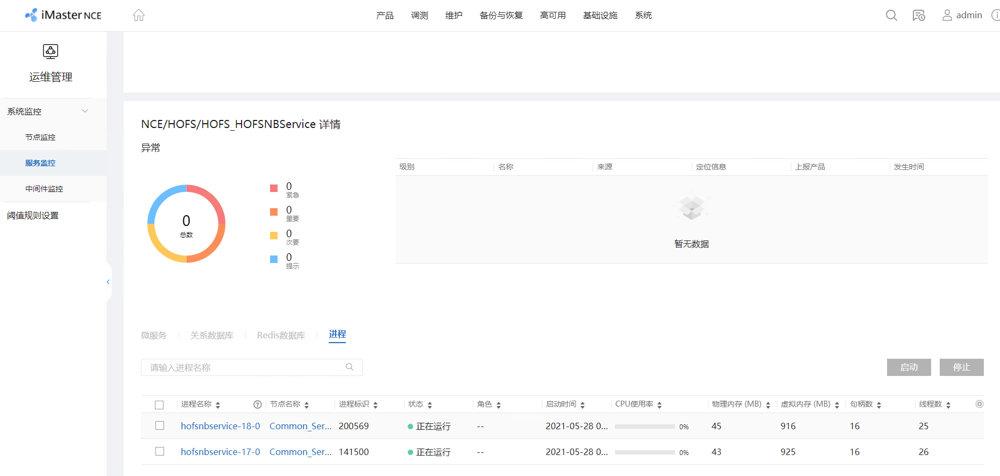 iMaster NCE
产品 调测 维护 备份与恢复 高可用 基础设施 系统
admin
运维管理
系统监控
节点监控
服务监控
中间件监控
阈值规则设置
NCE/HOFS/HOFS_HOFSNBService 详情
异常
0
总数
0
紧急
0
重要
0
次要
0
提示
级别 名称 来源 定位信息 上报产品 发生时间
暂无数据
微服务 关系数据库 Redis数据库 进程
请输入进程名称
启动 停止
进程名称 节点名称 进程标识 状态 角色 启动时间 CPU使用率 物理内存 (MB) 虚拟内存 (MB) 句柄数 线程数
hofsnbservice-18-0 Common_Ser... 200569 正在运行 -- 2021-05-28 0... 0% 45 916 16 25
hofsnbservice-17-0 Common_Ser... 141500 正在运行 -- 2021-05-28 0... 0% 43 925 16 26